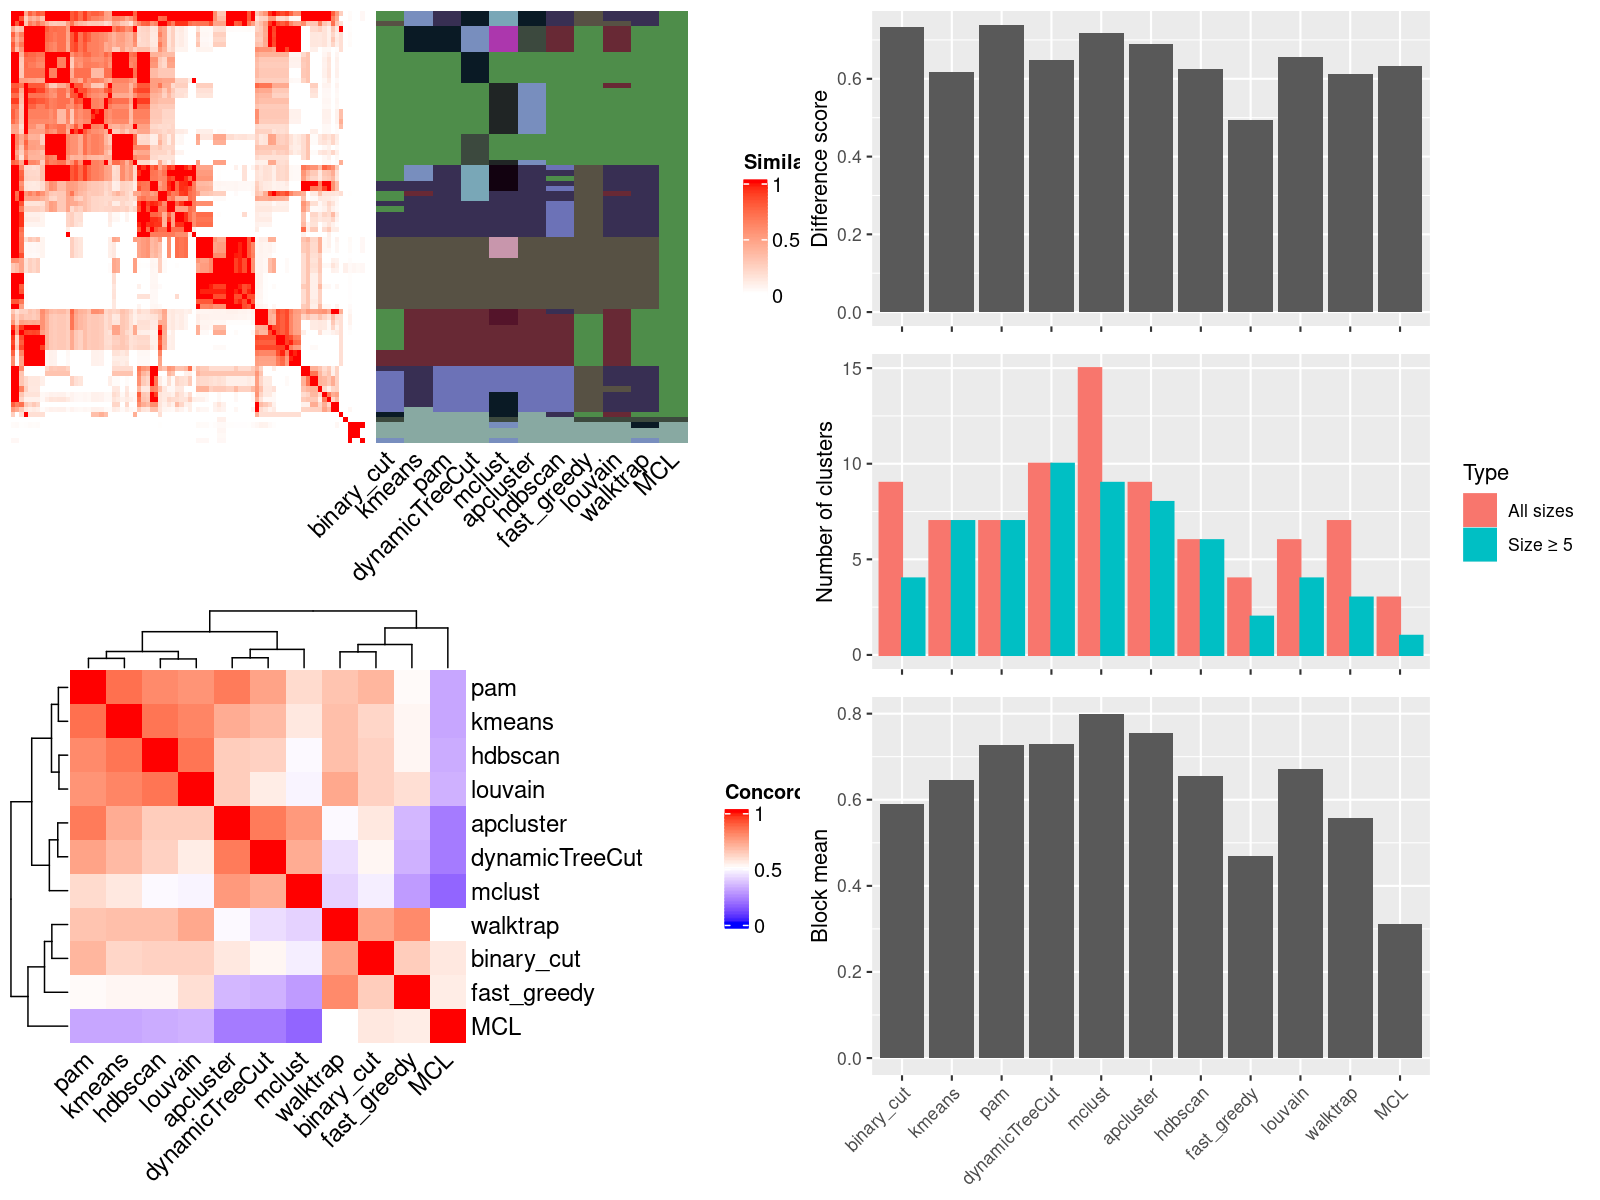 Simila
1
0.5
0
binary_cut
kmeans
pam
dynamicTreeCut
mclust
apcluster
hdbscan
fast_greedy
louvain
walktrap
MCL
pam
kmeans
hdbscan
louvain
apcluster
dynamicTreeCut
mclust
walktrap
binary_cut
fast_greedy
MCL
pam
kmeans
hdbscan
louvain
apcluster
dynamicTreeCut
mclust
walktrap
binary_cut
fast_greedy
MCL
Concord
1
0.5
0
Difference score
0.6
0.4
0.2
0.0
Number of clusters
15
10
5
0
Type
All sizes
Size ≥ 5
Block mean
0.8
0.6
0.4
0.2
0.0
binary_cut
kmeans
pam
dynamicTreeCut
mclust
apcluster
hdbscan
fast_greedy
louvain
walktrap
MCL